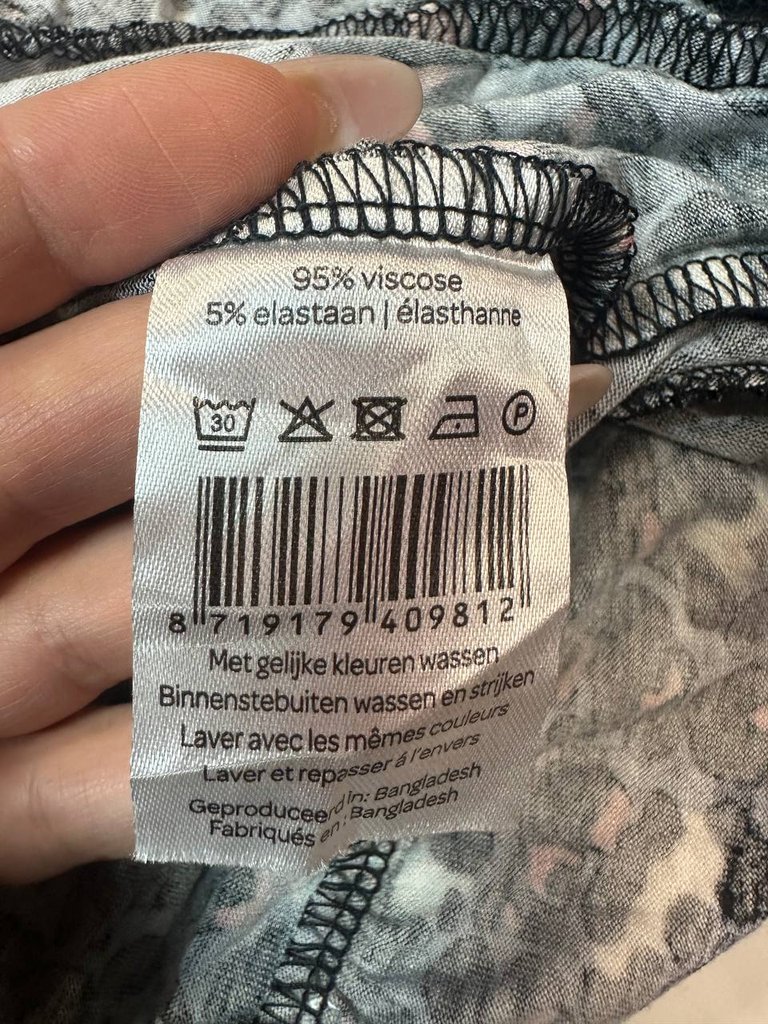 95% viscose
5% elastaan | élasthanne
30 P
8 719179 409812
Met gelijke kleuren wassen
Binnenstebuiten wassen en strijken
Laver avec les mêmes couleurs
Laver et repasser á l'envers
Geproduceerd in: Bangladesh
Fabriqués en : Bangladesh